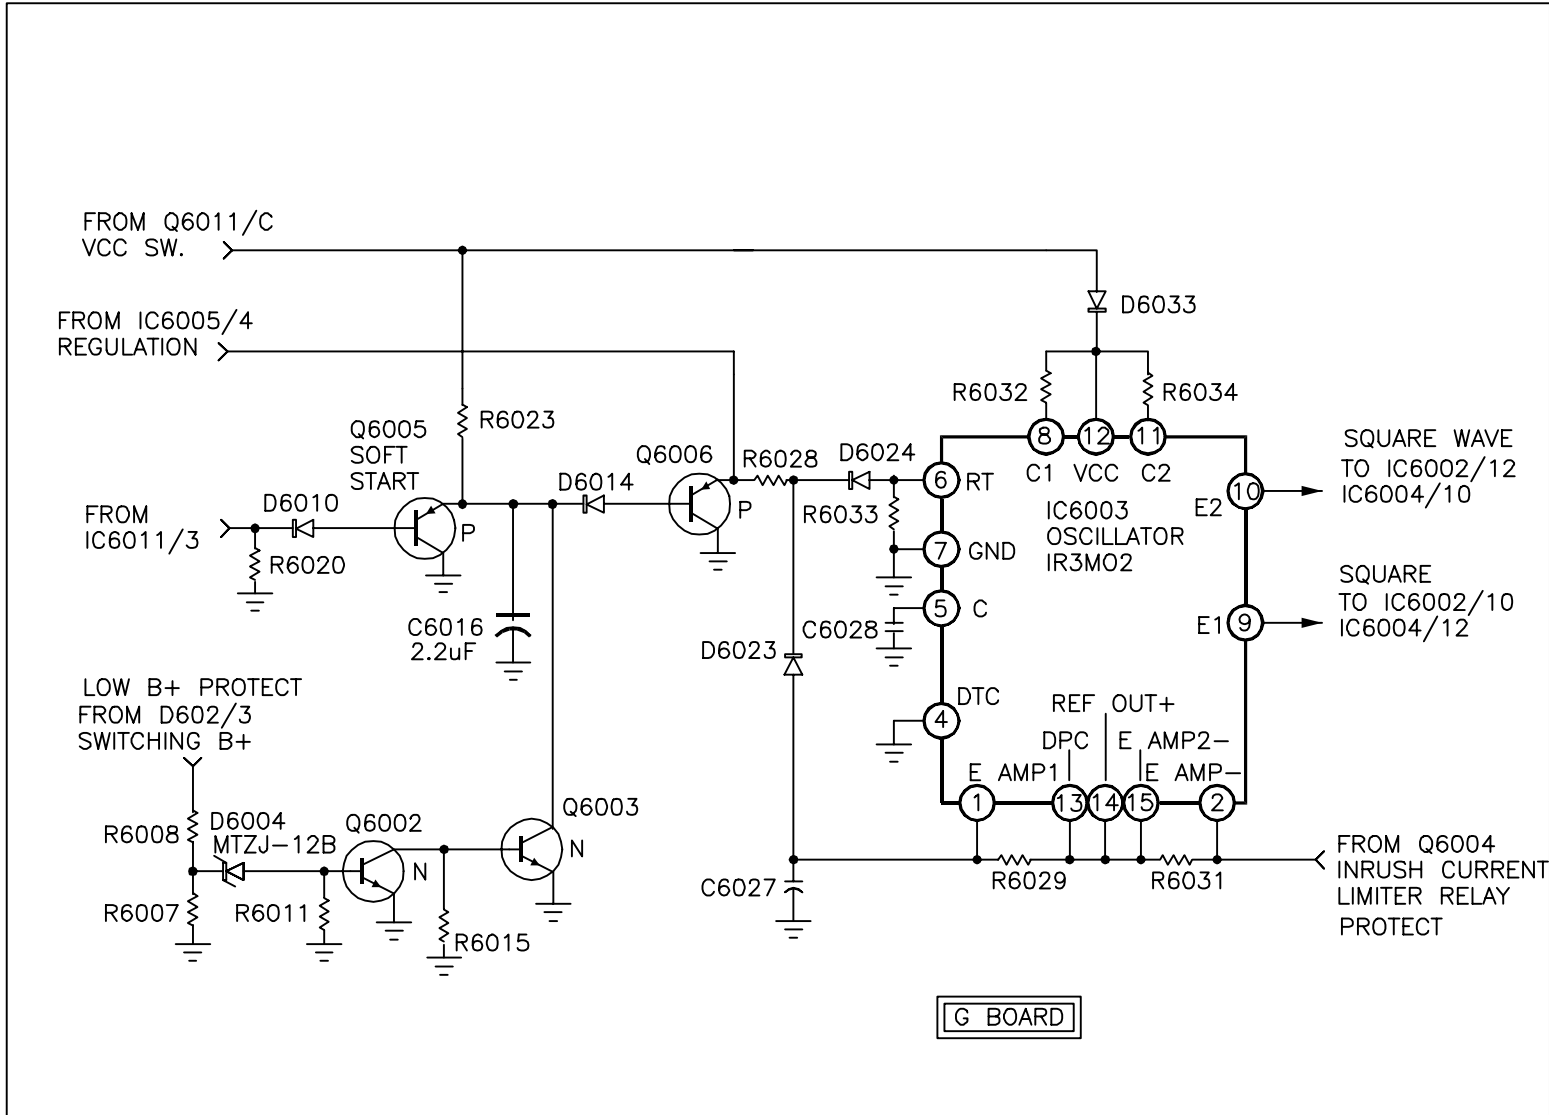 FROM Q6011/C
VCC SW.
FROM IC6005/4
REGULATION
D6033
R6032
R6034
R6023
Q6005
SOFT
START
Q6006
R6028
D6024
8
12
11
C1
VCC
C2
SQUARE WAVE
TO IC6002/12
IC6004/10
D6014
6
RT
10
E2
FROM
IC6011/3
D6010
P
P
R6033
IC6003
OSCILLATOR
IR3MO2
R6020
7
GND
SQUARE
TO IC6002/10
IC6004/12
C6016
2.2uF
5
C
C6028
9
E1
D6023
LOW B+ PROTECT
FROM D602/3
SWITCHING B+
DTC
4
REF
OUT+
DPC
E AMP2-
E AMP1
E AMP-
1
13
14
15
2
Q6003
N
R6008
D6004
MTZJ-12B
Q6002
N
R6007
R6011
R6015
C6027
R6029
R6031
FROM Q6004
INRUSH CURRENT
LIMITER RELAY
PROTECT
G BOARD